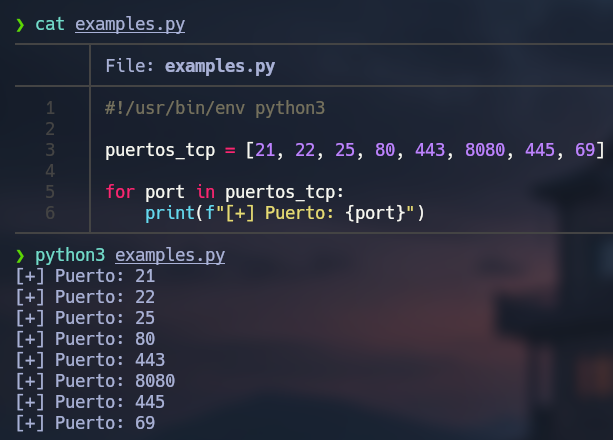 ❯ cat examples.py
File: examples.py
1 #!/usr/bin/env python3
2
3 puertos_tcp = [21, 22, 25, 80, 443, 8080, 445, 69]
4
5 for port in puertos_tcp:
6     print(f"[+] Puerto: {port}")
❯ python3 examples.py
[+] Puerto: 21
[+] Puerto: 22
[+] Puerto: 25
[+] Puerto: 80
[+] Puerto: 443
[+] Puerto: 8080
[+] Puerto: 445
[+] Puerto: 69